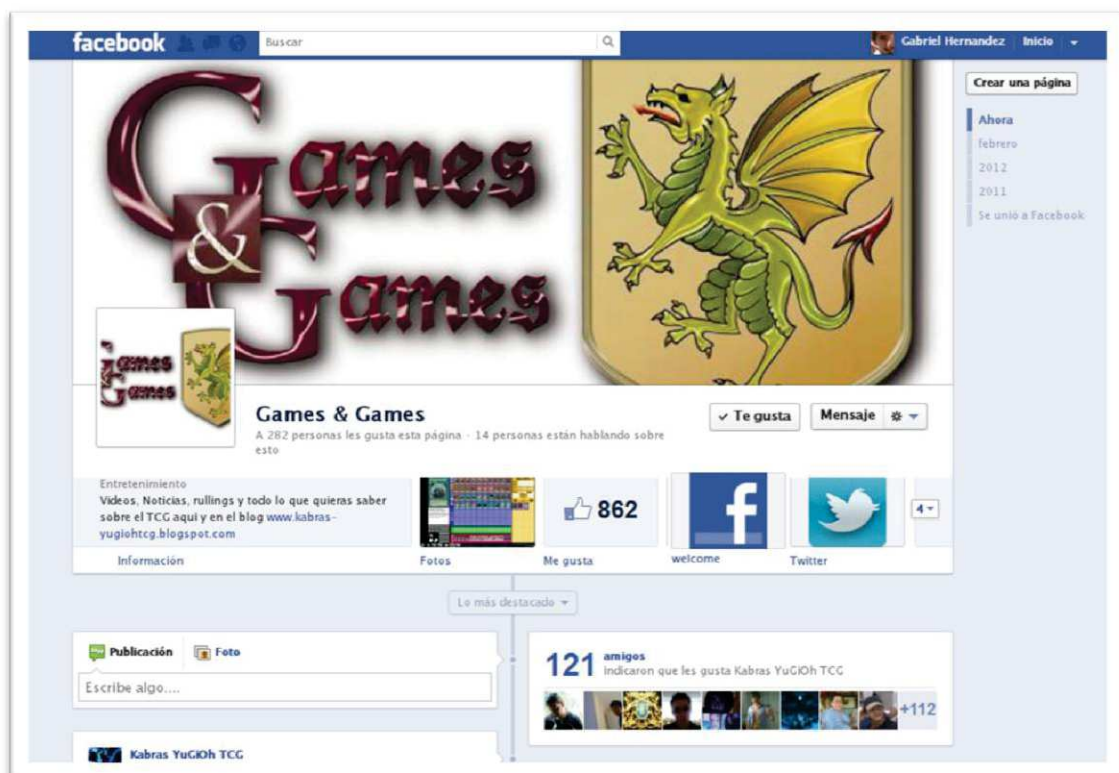 facebook
Buscar
Gabriel Hernandez Inicio
Crear una página
Ahora
febrero
2012
2011
Se unió a Facebook
Games
&
Games
Games
Games
Games & Games
A 282 personas les gusta esta página · 14 personas están hablando sobre
esto
✓ Te gusta
Mensaje
Entretenimiento
Videos, Noticias, rullings y todo lo que quieras saber
sobre el TCG aqui y en el blog www.kabras-
yugiohtcg.blogspot.com
Información
Fotos
862
Me gusta
f
welcome
Twitter
4
Lo más destacado
Publicación
Foto
Escribe algo....
121 amigos
indicaron que les gusta Kabras YuGiOh TCG
+112
Kabras YuGiOh TCG